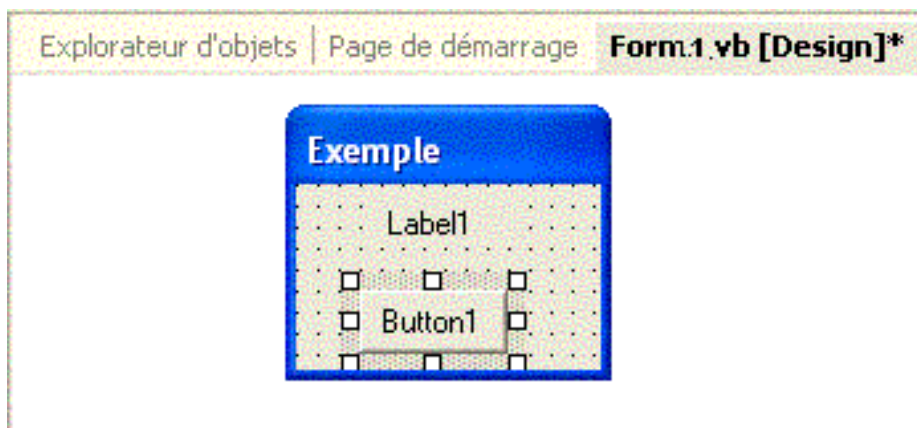 Explorateur d'objets | Page de démarrage Form1.vb [Design]*
Exemple
Label1
Button1